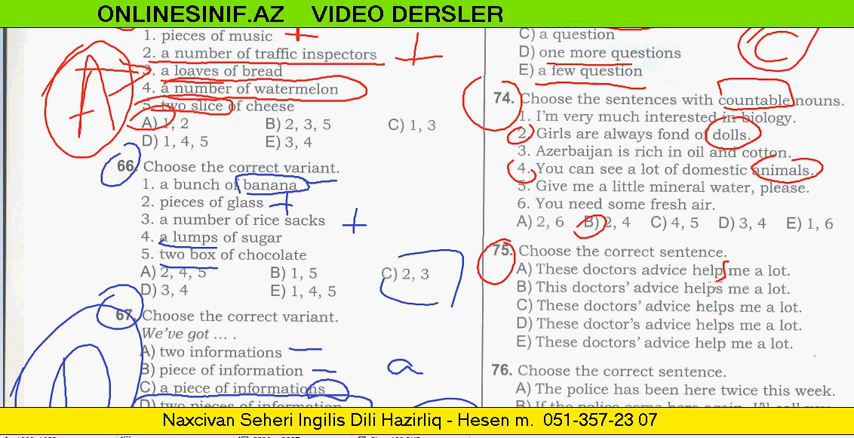 ONLINESINIF.AZ VIDEO DERSLER
1. pieces of music
2. a number of traffic inspectors
3. a loaves of bread
4. a number of watermelon
5. two slice of cheese
A) 1, 2 B) 2, 3, 5 C) 1, 3
D) 1, 4, 5 E) 3, 4
66. Choose the correct variant.
1. a bunch of banana
2. pieces of glass
3. a number of rice sacks
4. a lumps of sugar
5. two box of chocolate
A) 2, 4, 5 B) 1, 5 C) 2, 3
D) 3, 4 E) 1, 4, 5
67. Choose the correct variant.
We've got ... .
A) two informations
B) piece of information
C) a piece of informations
D) two pieces of information
C) a question
D) one more questions
E) a few question
74. Choose the sentences with countable nouns.
1. I'm very much interested in biology.
2. Girls are always fond of dolls.
3. Azerbaijan is rich in oil and cotton.
4. You can see a lot of domestic animals.
5. Give me a little mineral water, please.
6. You need some fresh air.
A) 2, 6 B) 2, 4 C) 4, 5 D) 3, 4 E) 1, 6
75. Choose the correct sentence.
A) These doctors advice help me a lot.
B) This doctors' advice helps me a lot.
C) These doctors' advice helps me a lot.
D) These doctor's advice helps me a lot.
E) These doctors' advice help me a lot.
76. Choose the correct sentence.
A) The police has been here twice this week.
A
C
a
Naxcivan Seheri Ingilis Dili Hazirliq - Hesen m. 051-357-23 07